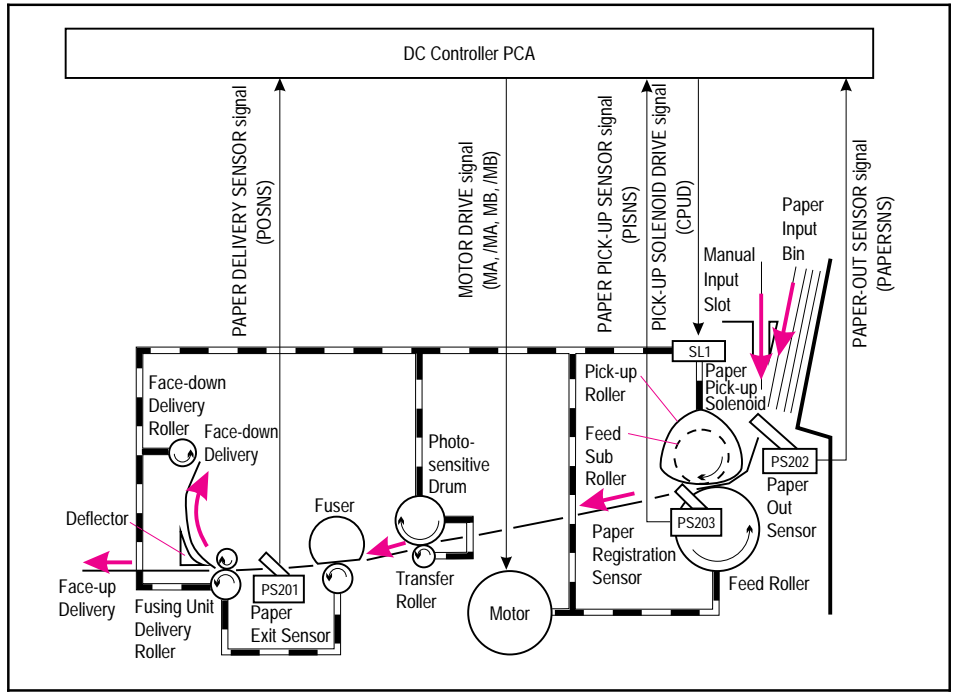 DC Controller PCA
PAPER DELIVERY SENSOR signal
(POSNS)
MOTOR DRIVE signal
(MA, /MA, MB, /MB)
PAPER PICK-UP SENSOR signal
(PISNS)
PICK-UP SOLENOID DRIVE signal
(CPUD)
PAPER-OUT SENSOR signal
(PAPERSNS)
Paper
Input
Bin
Manual
Input
Slot
SL1
Paper
Pick-up
Solenoid
Pick-up
Roller
Feed
Sub
Roller
Face-down
Delivery
Roller
Face-down
Delivery
Photo-
sensitive
Drum
PS202
Paper
Out
Sensor
Fuser
Deflector
PS203
Paper
Registration
Sensor
Feed Roller
Transfer
Roller
Motor
Face-up
Delivery
PS201
Paper
Exit Sensor
Fusing Unit
Delivery
Roller